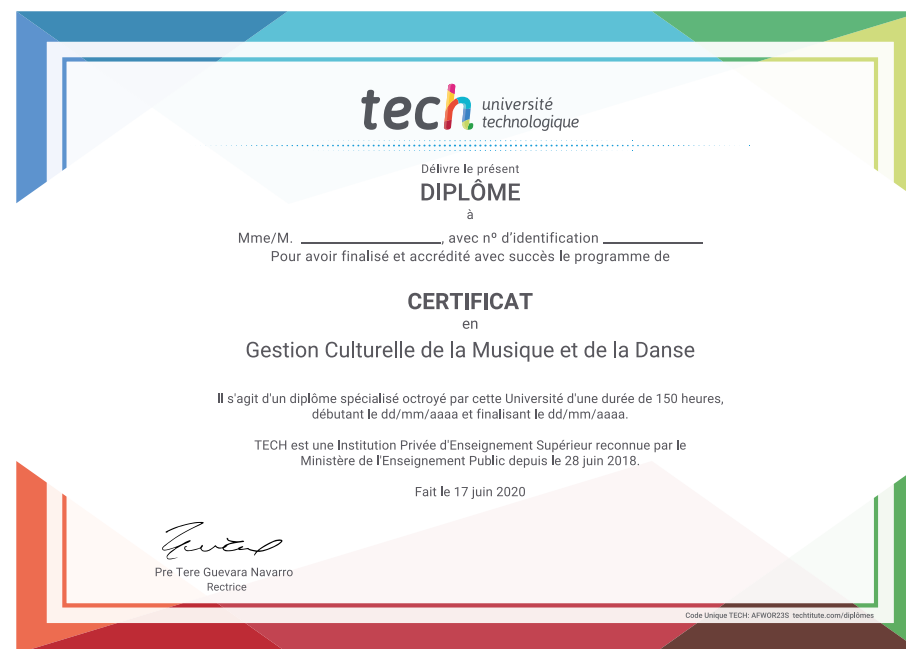 tech université
technologique
Délivre le présent
DIPLÔME
à
Mme/M. ____________________, avec nº d'identification ______________
Pour avoir finalisé et accrédité avec succès le programme de
CERTIFICAT
en
Gestion Culturelle de la Musique et de la Danse
Il s'agit d'un diplôme spécialisé octroyé par cette Université d'une durée de 150 heures,
débutant le dd/mm/aaaa et finalisant le dd/mm/aaaa.
TECH est une Institution Privée d'Enseignement Supérieur reconnue par le
Ministère de l'Enseignement Public depuis le 28 juin 2018.
Fait le 17 juin 2020
Pre Tere Guevara Navarro
Rectrice
Code Unique TECH: AFWOR23S techtitute.com/diplômes